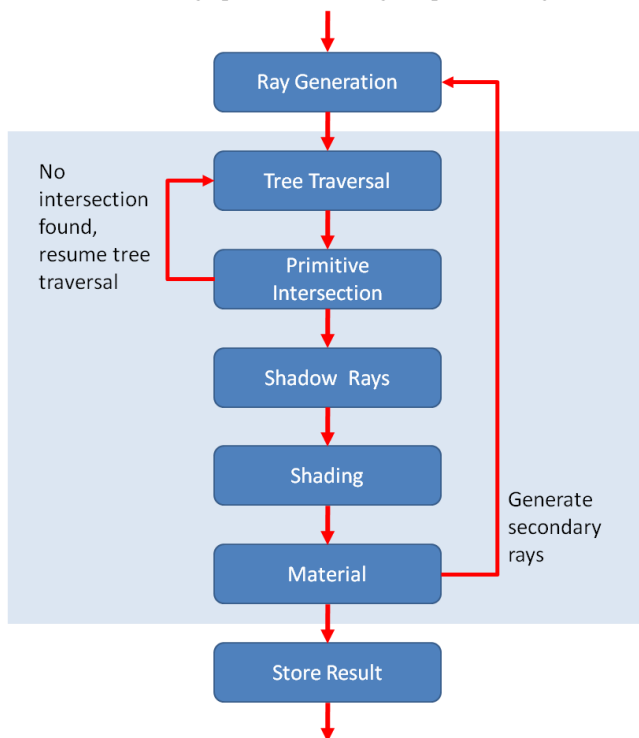 Ray Generation
No
intersection
found,
resume tree
traversal
Tree Traversal
Primitive
Intersection
Shadow Rays
Shading
Generate
secondary
rays
Material
Store Result